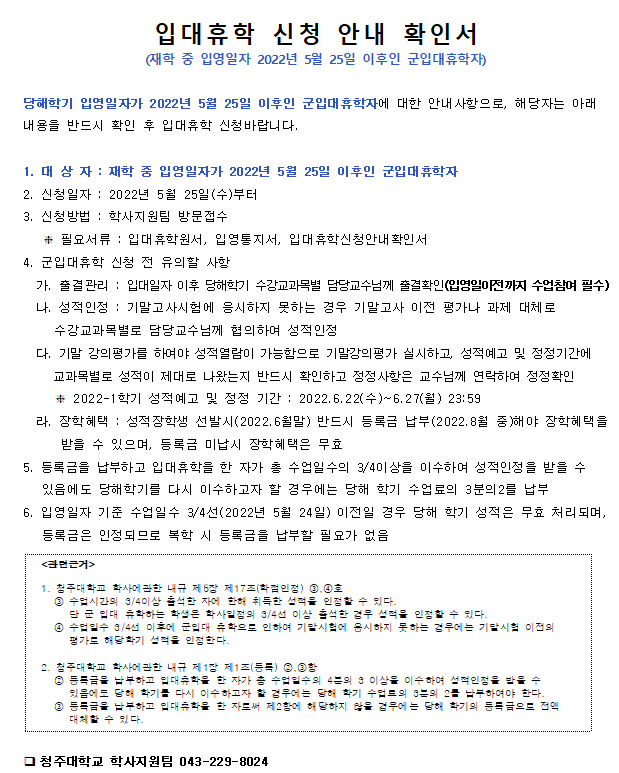 입대휴학 신청 안내 확인서
(재학 중 입영일자 2022년 5월 25일 이후인 군입대휴학자)
당해학기 입영일자가 2022년 5월 25일 이후인 군입대휴학자에 대한 안내사항으로, 해당자는 아래
내용을 반드시 확인 후 입대휴학 신청바랍니다.
1. 대 상 자 : 재학 중 입영일자가 2022년 5월 25일 이후인 군입대휴학자
2. 신청일자 : 2022년 5월 25일(수)부터
3. 신청방법 : 학사지원팀 방문접수
※ 필요서류 : 입대휴학원서, 입영통지서, 입대휴학신청안내확인서
4. 군입대휴학 신청 전 유의할 사항
가. 출결관리 : 입대일자 이후 당해학기 수강교과목별 담당교수님께 출결확인(입영일이전까지 수업참여 필수)
나. 성적인정 : 기말고사시험에 응시하지 못하는 경우 기말고사 이전 평가나 과제 대체로
수강교과목별로 담당교수님께 협의하여 성적인정
다. 기말 강의평가를 하여야 성적열람이 가능함으로 기말강의평가 실시하고, 성적예고 및 정정기간에
교과목별로 성적이 제대로 나왔는지 반드시 확인하고 정정사항은 교수님께 연락하여 정정확인
※ 2022-1학기 성적예고 및 정정 기간 : 2022.6.22(수)~6.27(월) 23:59
라. 장학혜택 : 성적장학생 선발시(2022.6월말) 반드시 등록금 납부(2022.8월 중)해야 장학혜택을
받을 수 있으며, 등록금 미납시 장학혜택은 무효
5. 등록금을 납부하고 입대휴학을 한 자가 총 수업일수의 3/4이상을 이수하여 성적인정을 받을 수
있음에도 당해학기를 다시 이수하고자 할 경우에는 당해 학기 수업료의 3분의2를 납부
6. 입영일자 기준 수업일수 3/4선(2022년 5월 24일) 이전일 경우 당해 학기 성적은 무효 처리되며,
등록금은 인정되므로 복학 시 등록금을 납부할 필요가 없음
<관련근거>
1. 청주대학교 학사에관한 내규 제5장 제17조(학점인정) ③,④호
③ 수업시간의 3/4이상 출석한 자에 한해 취득한 성적을 인정할 수 있다.
단 군 입대 휴학하는 학생은 학사일정의 3/4선 이상 출석한 경우 성적을 인정할 수 있다.
④ 수업일수 3/4선 이후에 군입대 휴학으로 인하여 기말시험에 응시하지 못하는 경우에는 기말시험 이전의
평가로 해당학기 성적을 인정한다.
2. 청주대학교 학사에관한 내규 제1장 제1조(등록) ②,③항
② 등록금을 납부하고 입대휴학을 한 자가 총 수업일수의 4분의 3 이상을 이수하여 성적인정을 받을 수
있음에도 당해 학기를 다시 이수하고자 할 경우에는 당해 학기 수업료의 3분의 2를 납부하여야 한다.
③ 등록금을 납부하고 입대휴학을 한 자로써 제2항에 해당하지 않을 경우에는 당해 학기의 등록금으로 전액
대체할 수 있다.
❏ 청주대학교 학사지원팀 043-229-8024